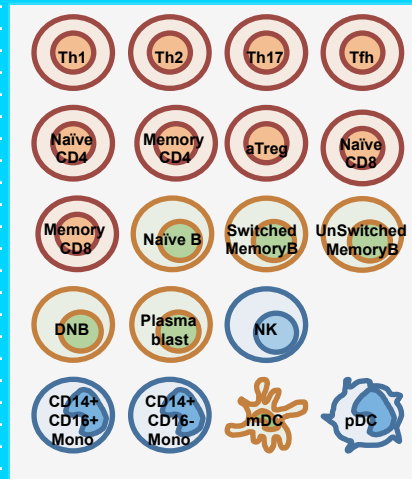 Th1
Th2
Th17
Tfh
Naïve
CD4
Memory
CD4
aTreg
Naïve
CD8
Memory
CD8
Naïve B
Switched
MemoryB
UnSwitched
MemoryB
DNB
Plasma
blast
NK
CD14+
CD16+
Mono
CD14+
CD16-
Mono
mDC
pDC